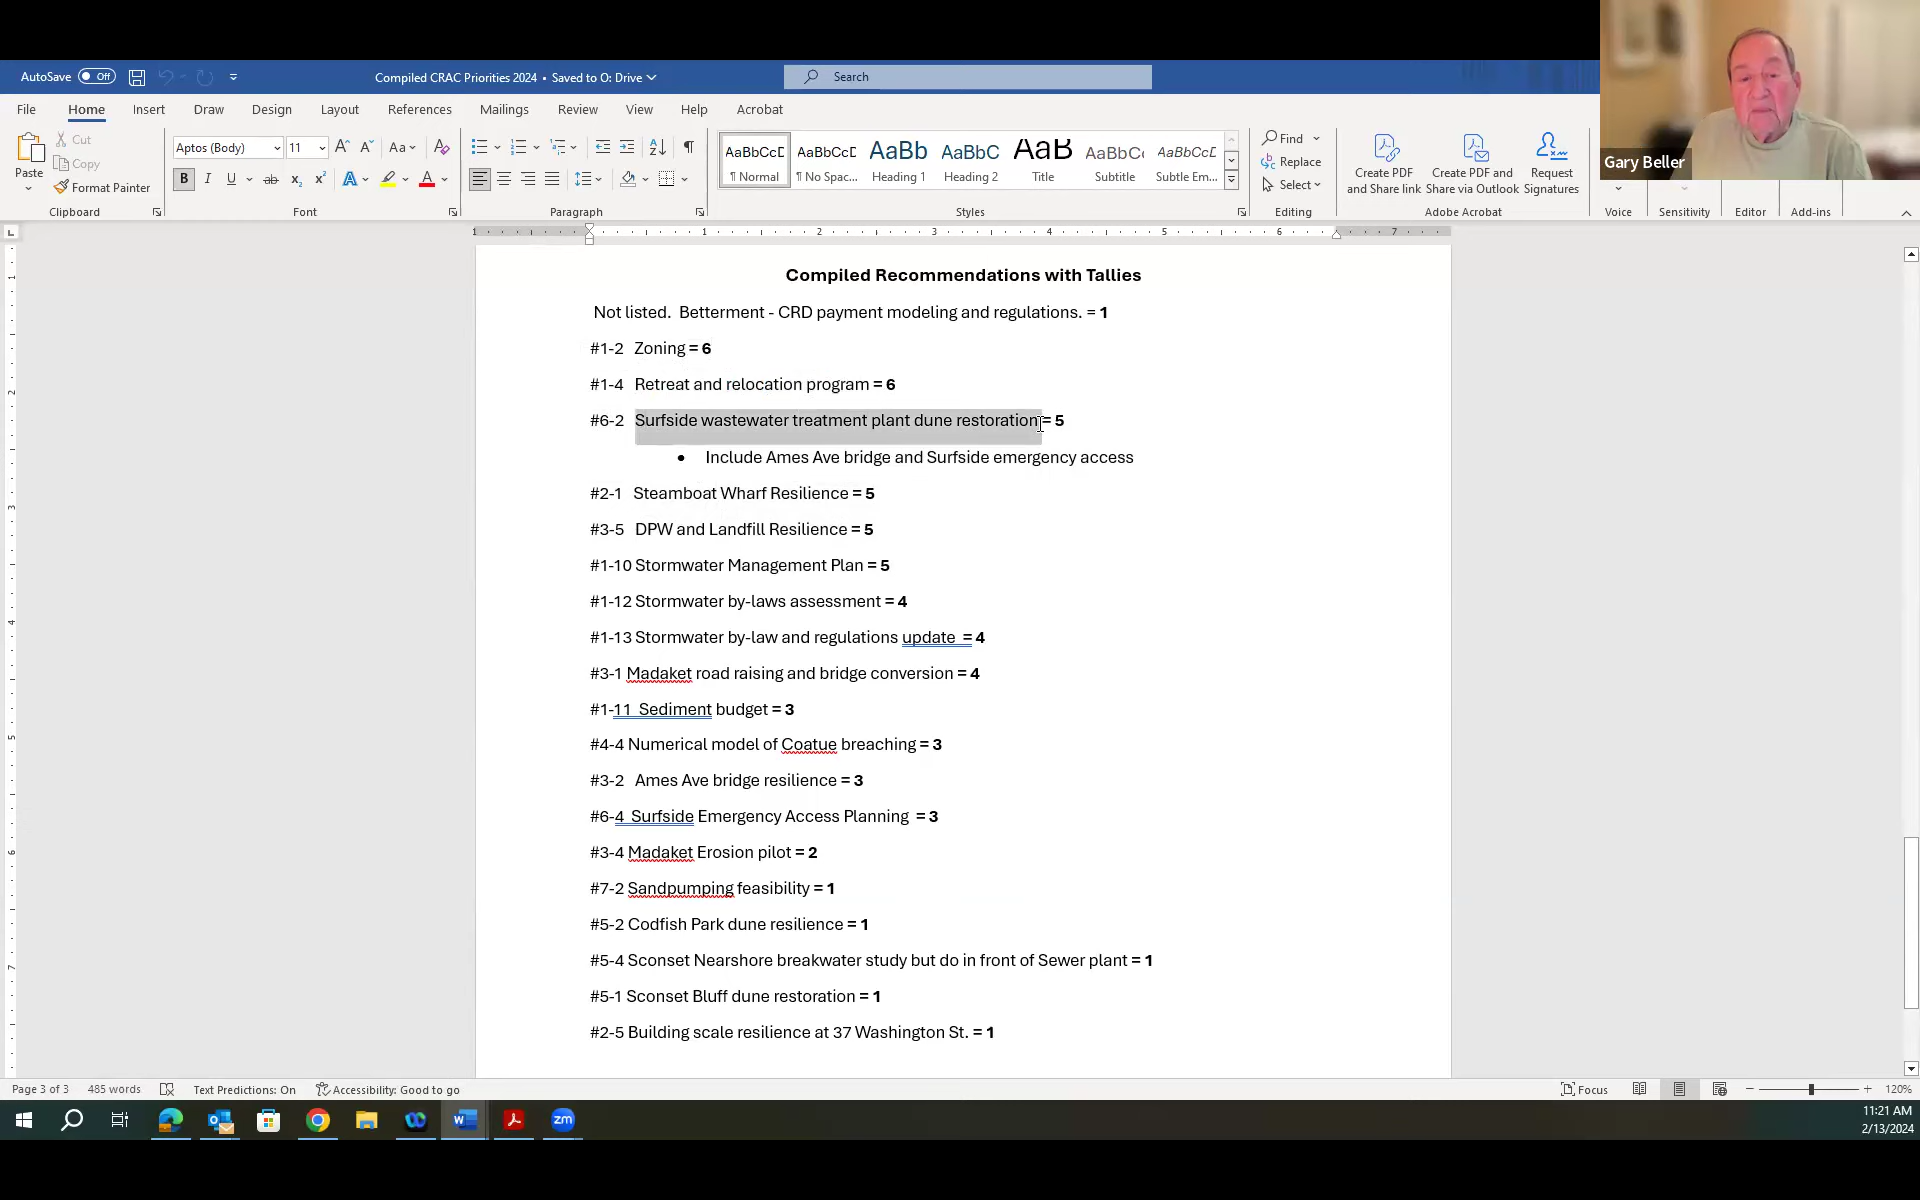 AutoSave Off Compiled CRAC Priorities 2024 • Saved to O: Drive Search
File Home Insert Draw Design Layout References Mailings Review View Help Acrobat
Gary Beller
Paste
Cut
Copy
Format Painter
Clipboard
Aptos (Body) 11
Font
Paragraph
AaBbCcD AaBbCcD AaBb AaBbC AaB AaBbCc AaBbCcD
¶ Normal ¶ No Spac... Heading 1 Heading 2 Title Subtitle Subtle Em...
Styles
Find
Replace
Select
Editing
Create PDF and Share link
Create PDF and Share via Outlook
Request Signatures
Adobe Acrobat
Voice Sensitivity Editor Add-ins
1 1 2 3 4 5 6 7
Compiled Recommendations with Tallies
Not listed. Betterment - CRD payment modeling and regulations. = 1
#1-2 Zoning = 6
#1-4 Retreat and relocation program = 6
#6-2 Surfside wastewater treatment plant dune restoration = 5
• Include Ames Ave bridge and Surfside emergency access
#2-1 Steamboat Wharf Resilience = 5
#3-5 DPW and Landfill Resilience = 5
#1-10 Stormwater Management Plan = 5
#1-12 Stormwater by-laws assessment = 4
#1-13 Stormwater by-law and regulations update = 4
#3-1 Madaket road raising and bridge conversion = 4
#1-11 Sediment budget = 3
#4-4 Numerical model of Coatue breaching = 3
#3-2 Ames Ave bridge resilience = 3
#6-4 Surfside Emergency Access Planning = 3
#3-4 Madaket Erosion pilot = 2
#7-2 Sandpumping feasibility = 1
#5-2 Codfish Park dune resilience = 1
#5-4 Sconset Nearshore breakwater study but do in front of Sewer plant = 1
#5-1 Sconset Bluff dune restoration = 1
#2-5 Building scale resilience at 37 Washington St. = 1
Page 3 of 3 485 words Text Predictions: On Accessibility: Good to go Focus 120%
11:21 AM
2/13/2024